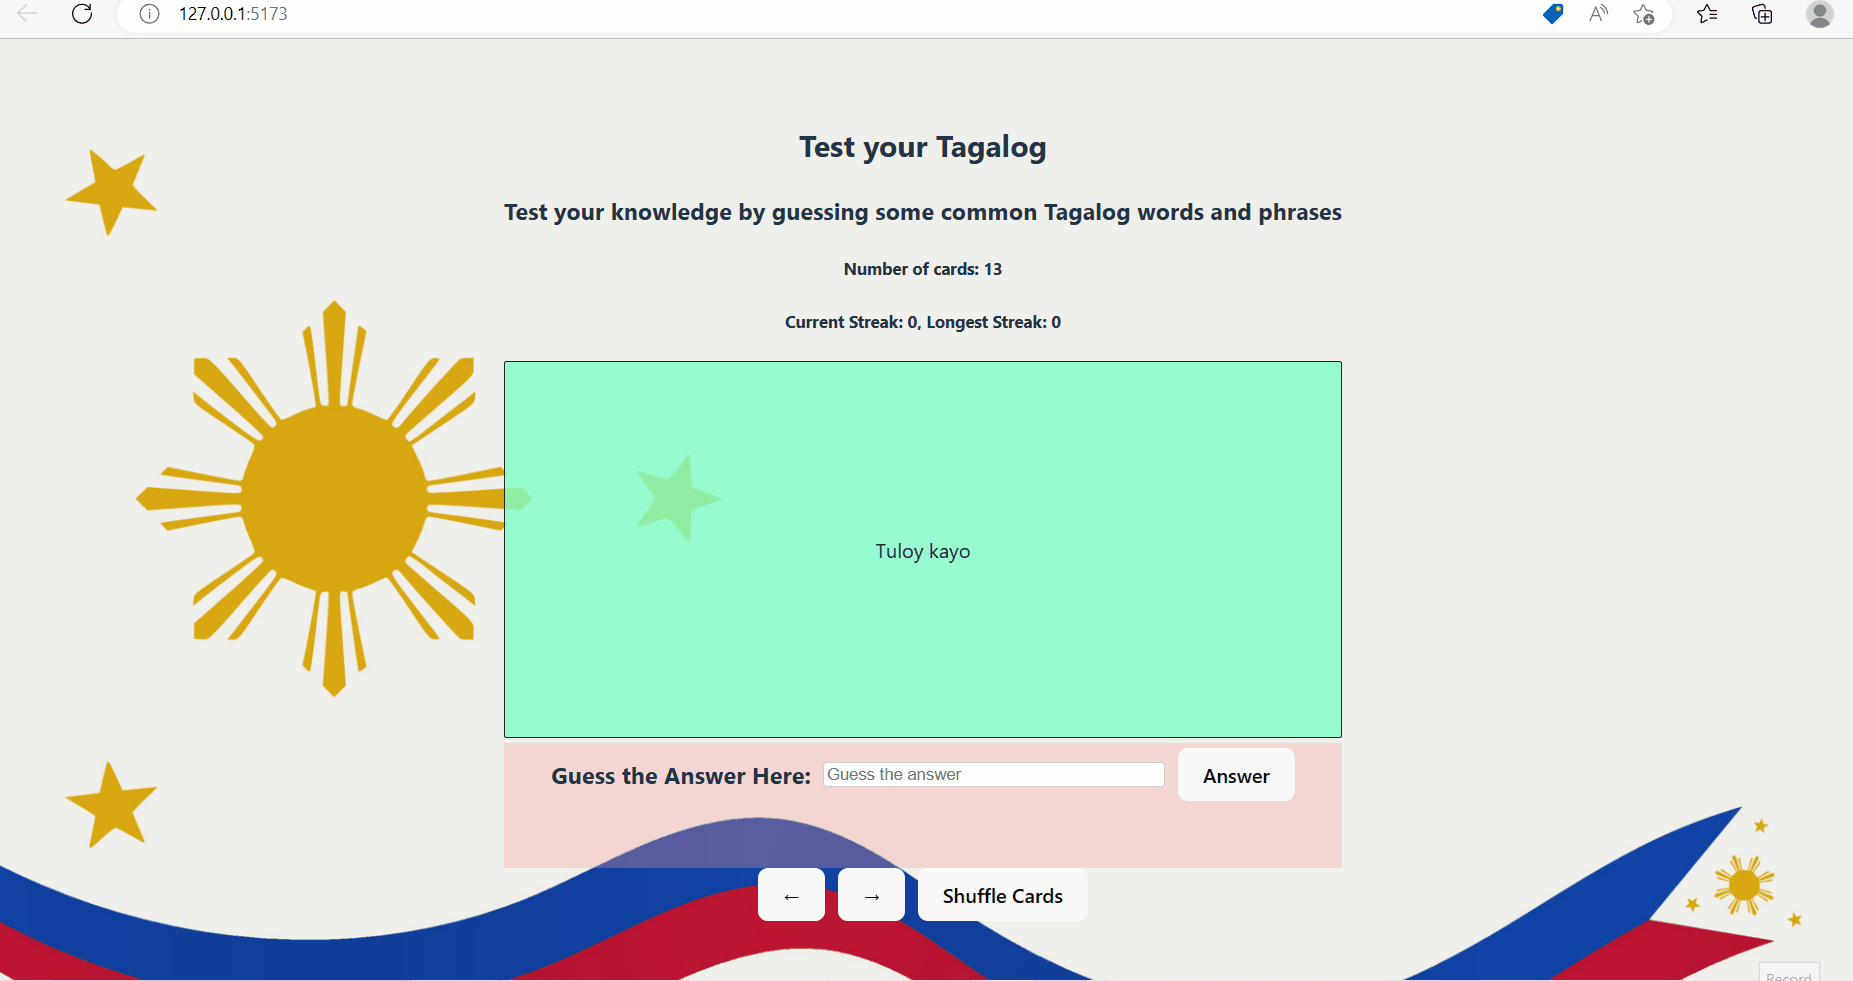 127.0.0.1:5173
Test your Tagalog
Test your knowledge by guessing some common Tagalog words and phrases
Number of cards: 13
Current Streak: 0, Longest Streak: 0
Tuloy kayo
Guess the Answer Here: Guess the answer Answer
← → Shuffle Cards
Record